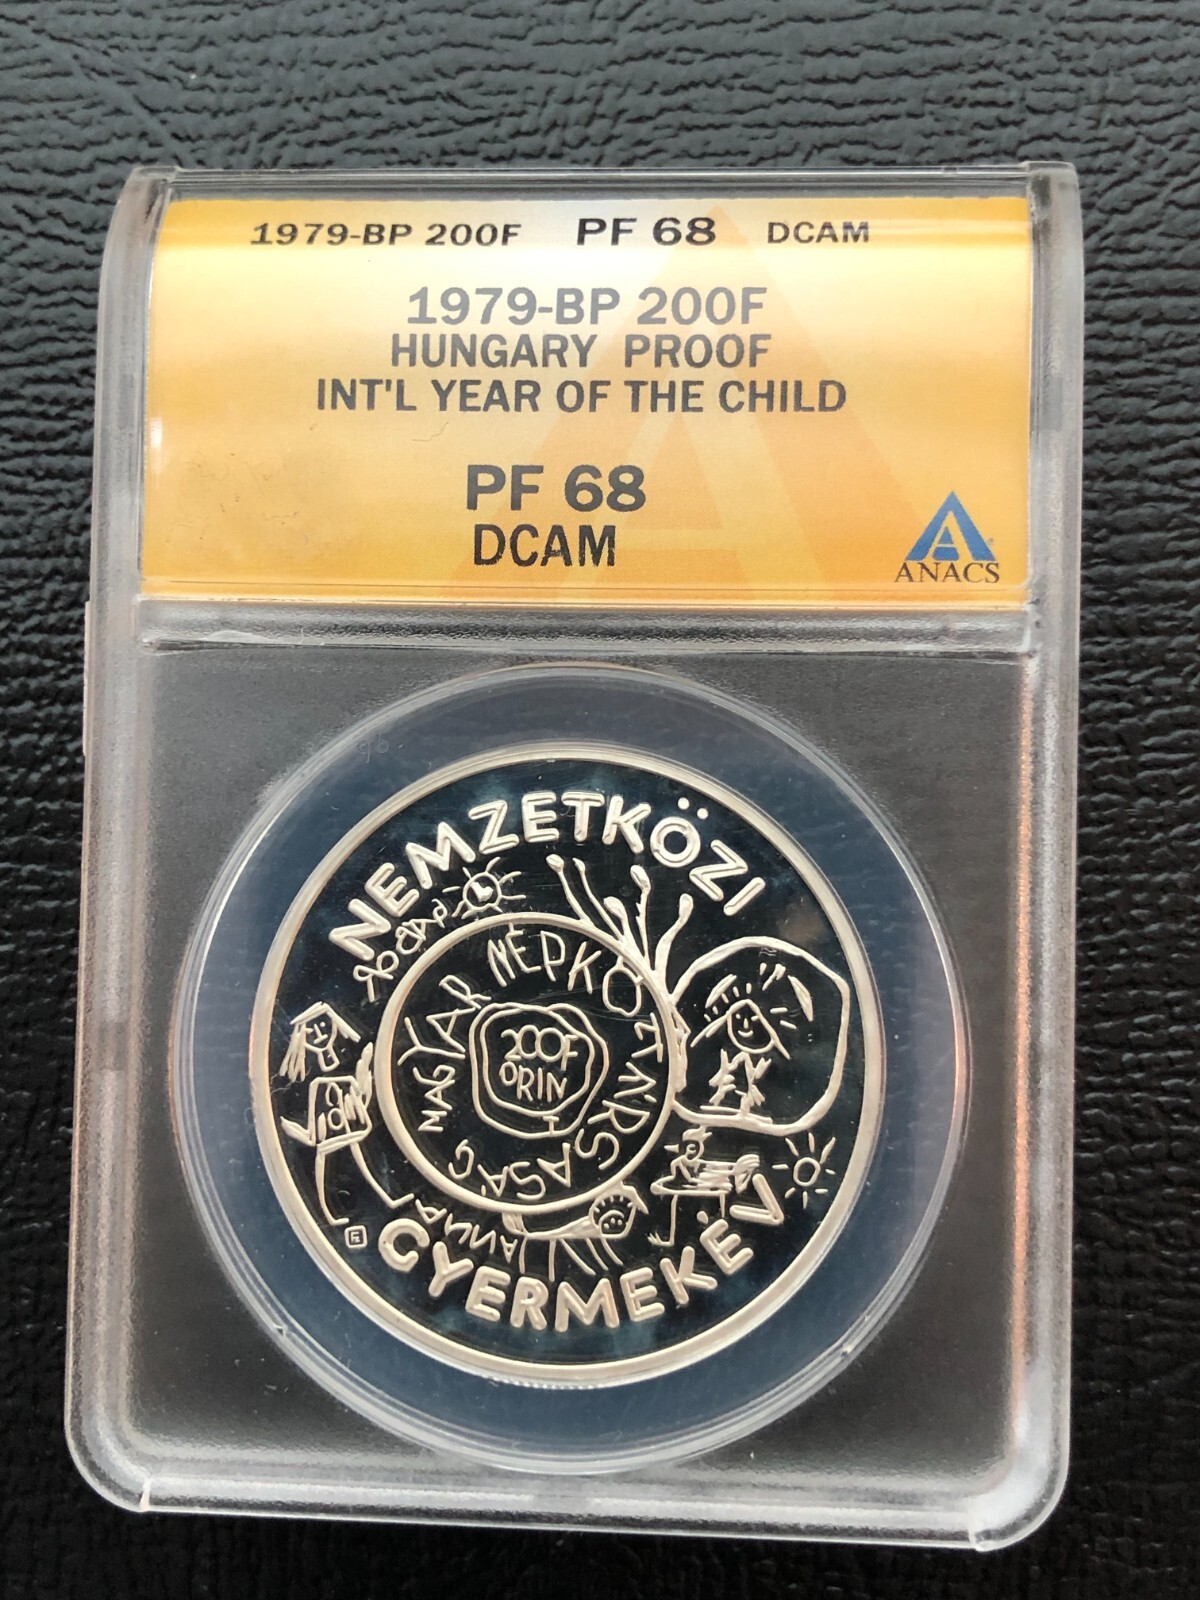 1979-BP 200F PF 68 DCAM
1979-BP 200F
HUNGARY PROOF
INT'L YEAR OF THE CHILD
PF 68
DCAM
ANACS
NEMZETKÖZI
MAGYAR NÉPKÖZTÁRSASÁG
200F
ORIN
T
GYERMEKÉV